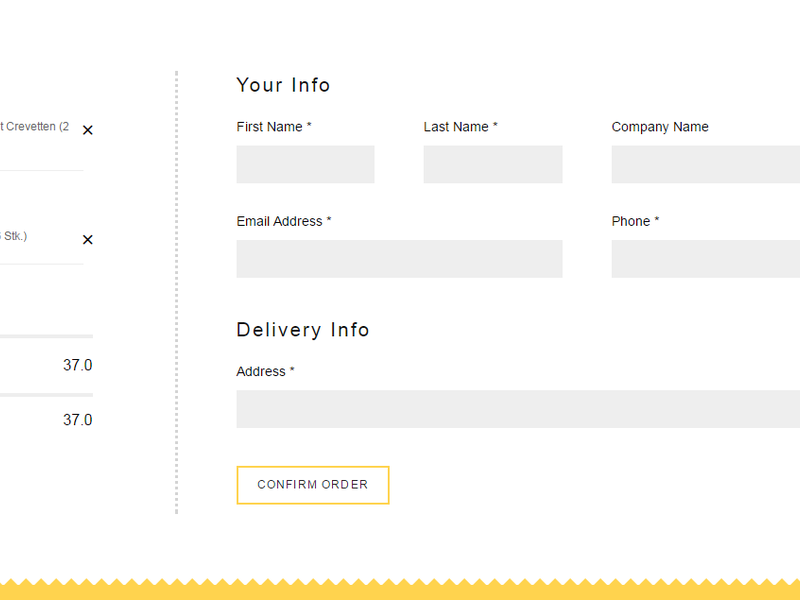 t Crevetten (2
Stk.)
37.0
37.0
Your Info
First Name * Last Name * Company Name
Email Address * Phone *
Delivery Info
Address *
CONFIRM ORDER